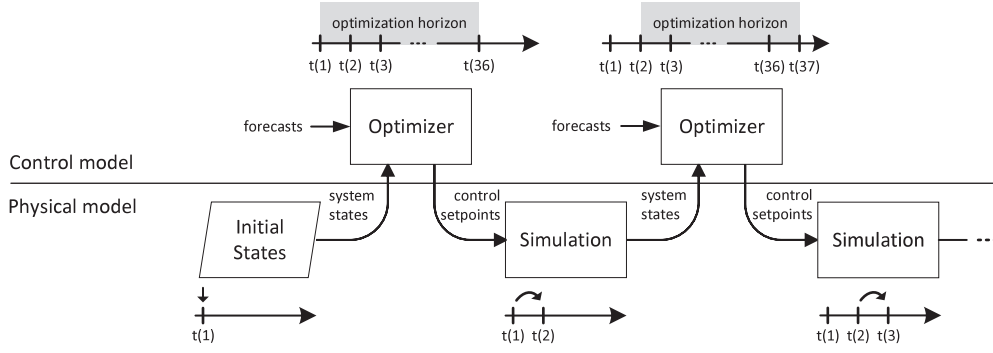 optimization horizon
optimization horizon
t(1) t(2) t(3) t(36)
t(1) t(2) t(3) t(36) t(37)
forecasts
Optimizer
forecasts
Optimizer
Control model
Physical model
system
states
control
setpoints
system
states
control
setpoints
Initial
States
Simulation
Simulation
t(1)
t(1) t(2)
t(1) t(2) t(3)